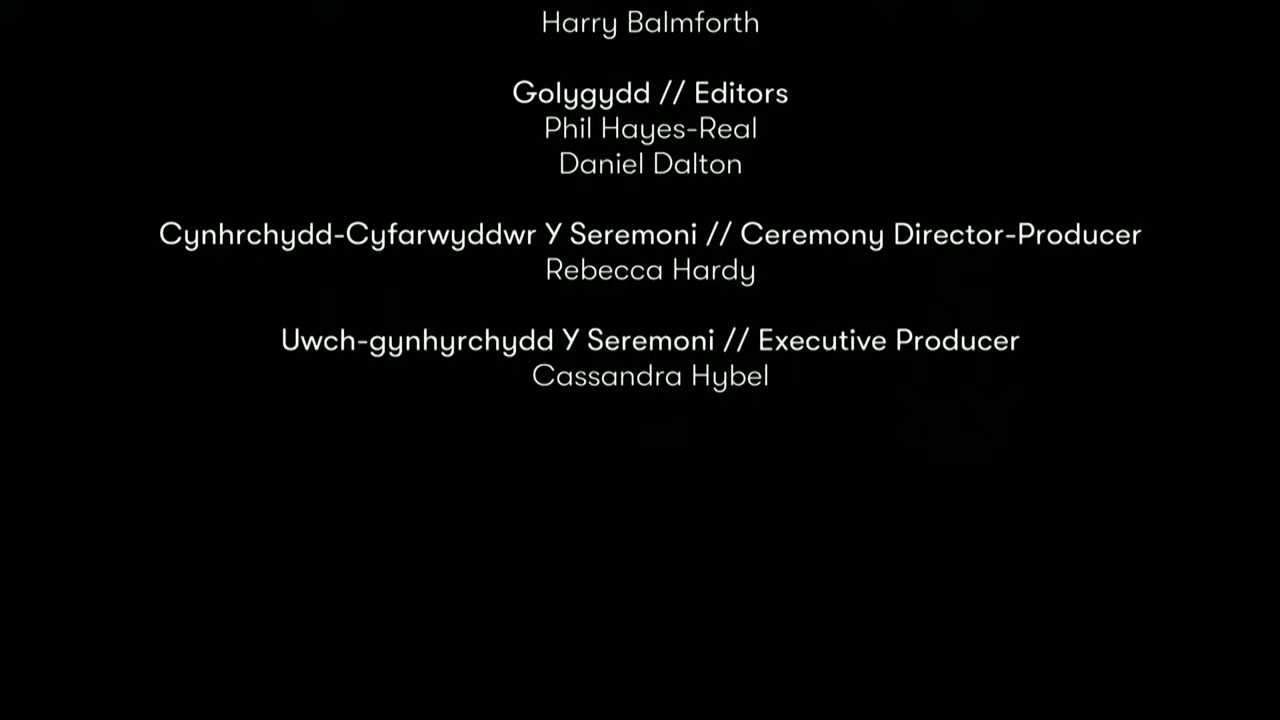 Harry Balmforth
Golygydd // Editors
Phil Hayes-Real
Daniel Dalton
Cynhrchydd-Cyfarwyddwr Y Seremoni // Ceremony Director-Producer
Rebecca Hardy
Uwch-gynhyrchydd Y Seremoni // Executive Producer
Cassandra Hybel